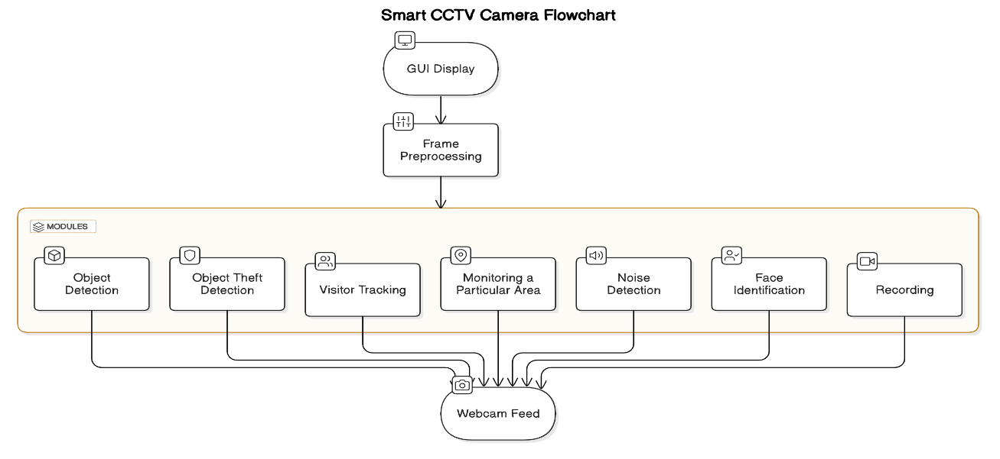 Smart CCTV Camera Flowchart
GUI Display
Frame
Preprocessing
MODULES
Object
Detection
Object Theft
Detection
Visitor Tracking
Monitoring a
Particular Area
Noise
Detection
Face
Identification
Recording
Webcam Feed